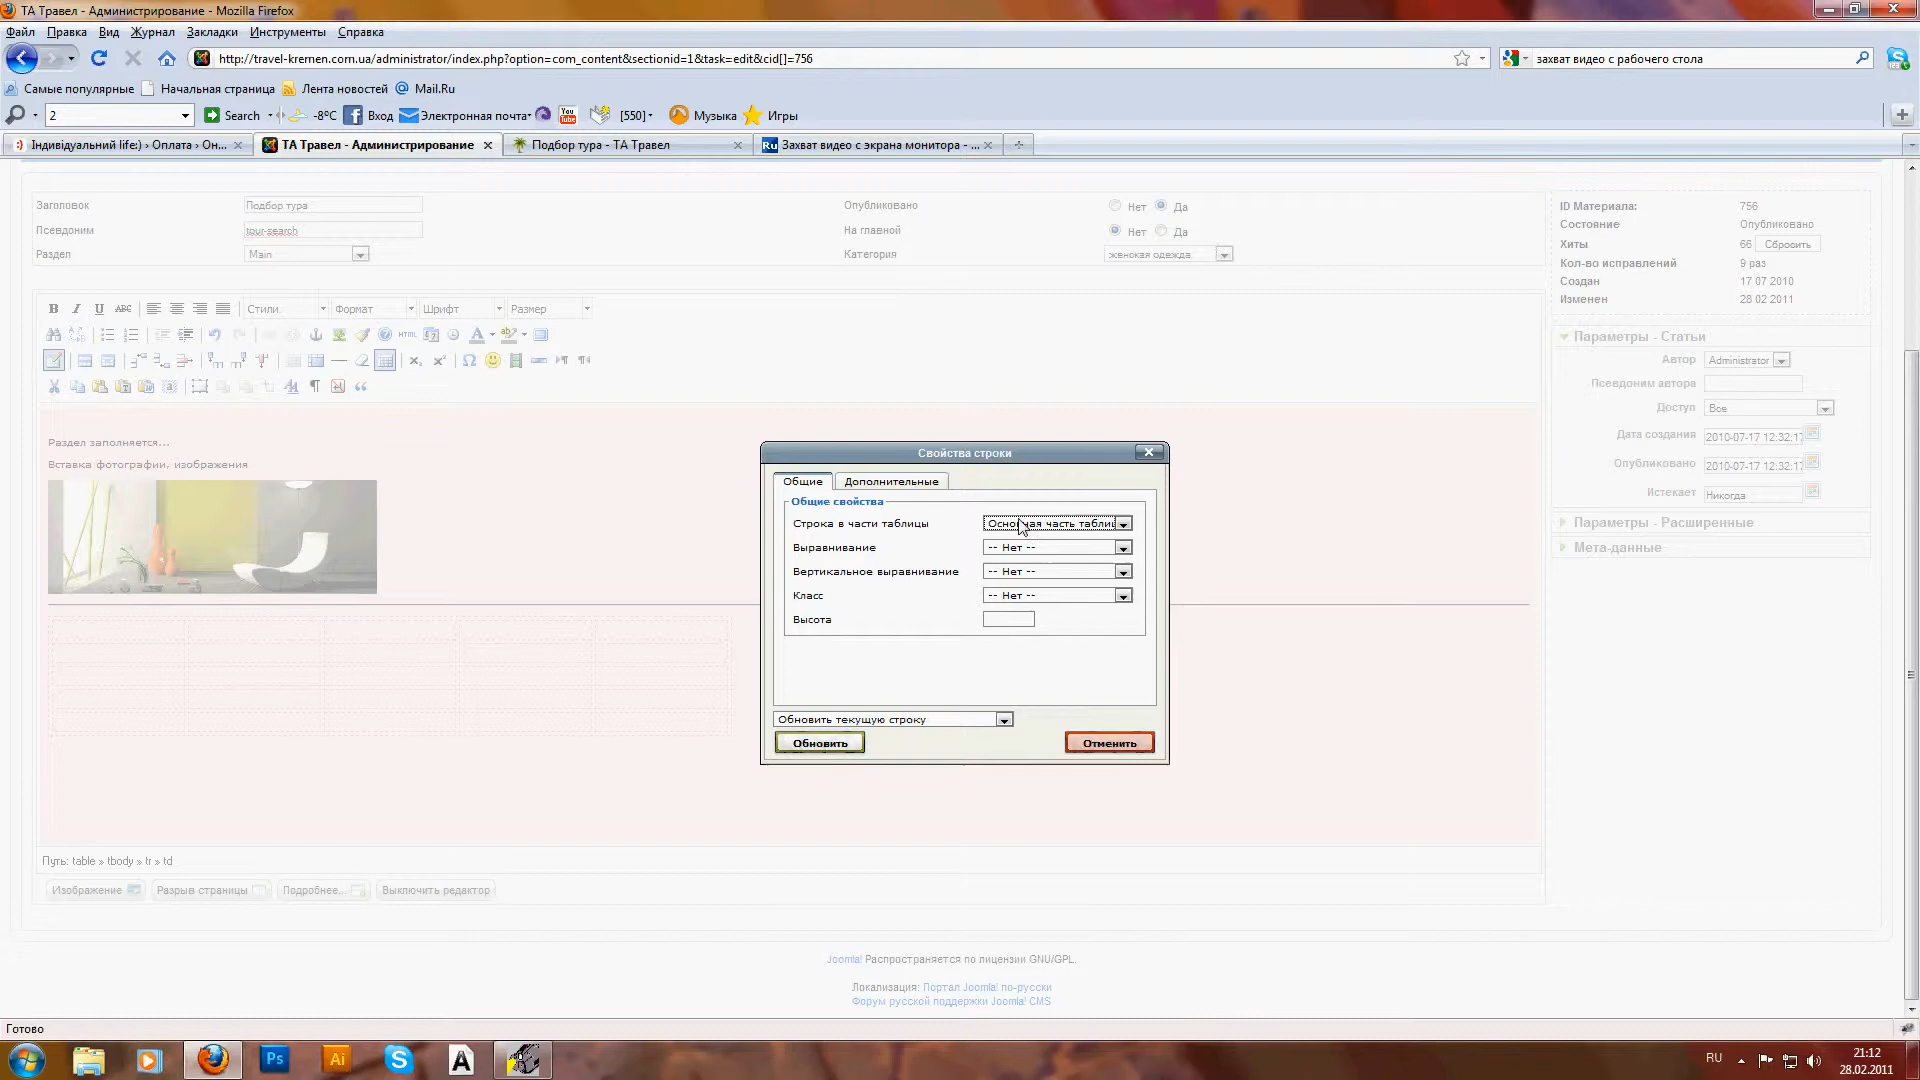 ТА Травел - Администрирование - Mozilla Firefox
Файл Правка Вид Журнал Закладки Инструменты Справка
http://travel-kremen.com.ua/administrator/index.php?option=com_content&sectionid=1&task=edit&cid[]=756
захват видео с рабочего стола
Самые популярные Начальная страница Лента новостей Mail.Ru
2 Search -8°C Вход Электронная почта [550] Музыка Игры
Індивідуальний life:) › Оплата › Он... ТА Травел - Администрирование Подбор тура - ТА Травел Захват видео с экрана монитора - ...
Заголовок Подбор тура Опубликовано Нет Да
Псевдоним tour-search На главной Нет Да
Раздел Main Категория женская одежда
ID Материала: 756
Состояние Опубликовано
Хиты 66 Сбросить
Кол-во исправлений 9 раз
Создан 17 07 2010
Изменен 28 02 2011
Стили Формат Шрифт Размер
Параметры - Статьи
Автор Administrator
Псевдоним автора
Доступ Все
Дата создания 2010-07-17 12:32:17
Опубликовано 2010-07-17 12:32:17
Истекает Никогда
Параметры - Расширенные
Мета-данные
Раздел заполняется...
Вставка фотографии, изображения
Свойства строки
Общие Дополнительные
Общие свойства
Строка в части таблицы Основная часть таблиц
Выравнивание -- Нет --
Вертикальное выравнивание -- Нет --
Класс -- Нет --
Высота
Обновить текущую строку
Обновить Отменить
Путь: table » tbody » tr » td
Изображение Разрыв страницы Подробнее... Выключить редактор
Joomla! Распространяется по лицензии GNU/GPL.
Локализация: Портал Joomla! по-русски
Форум русской поддержки Joomla! CMS
Готово
RU
21:12
28.02.2011